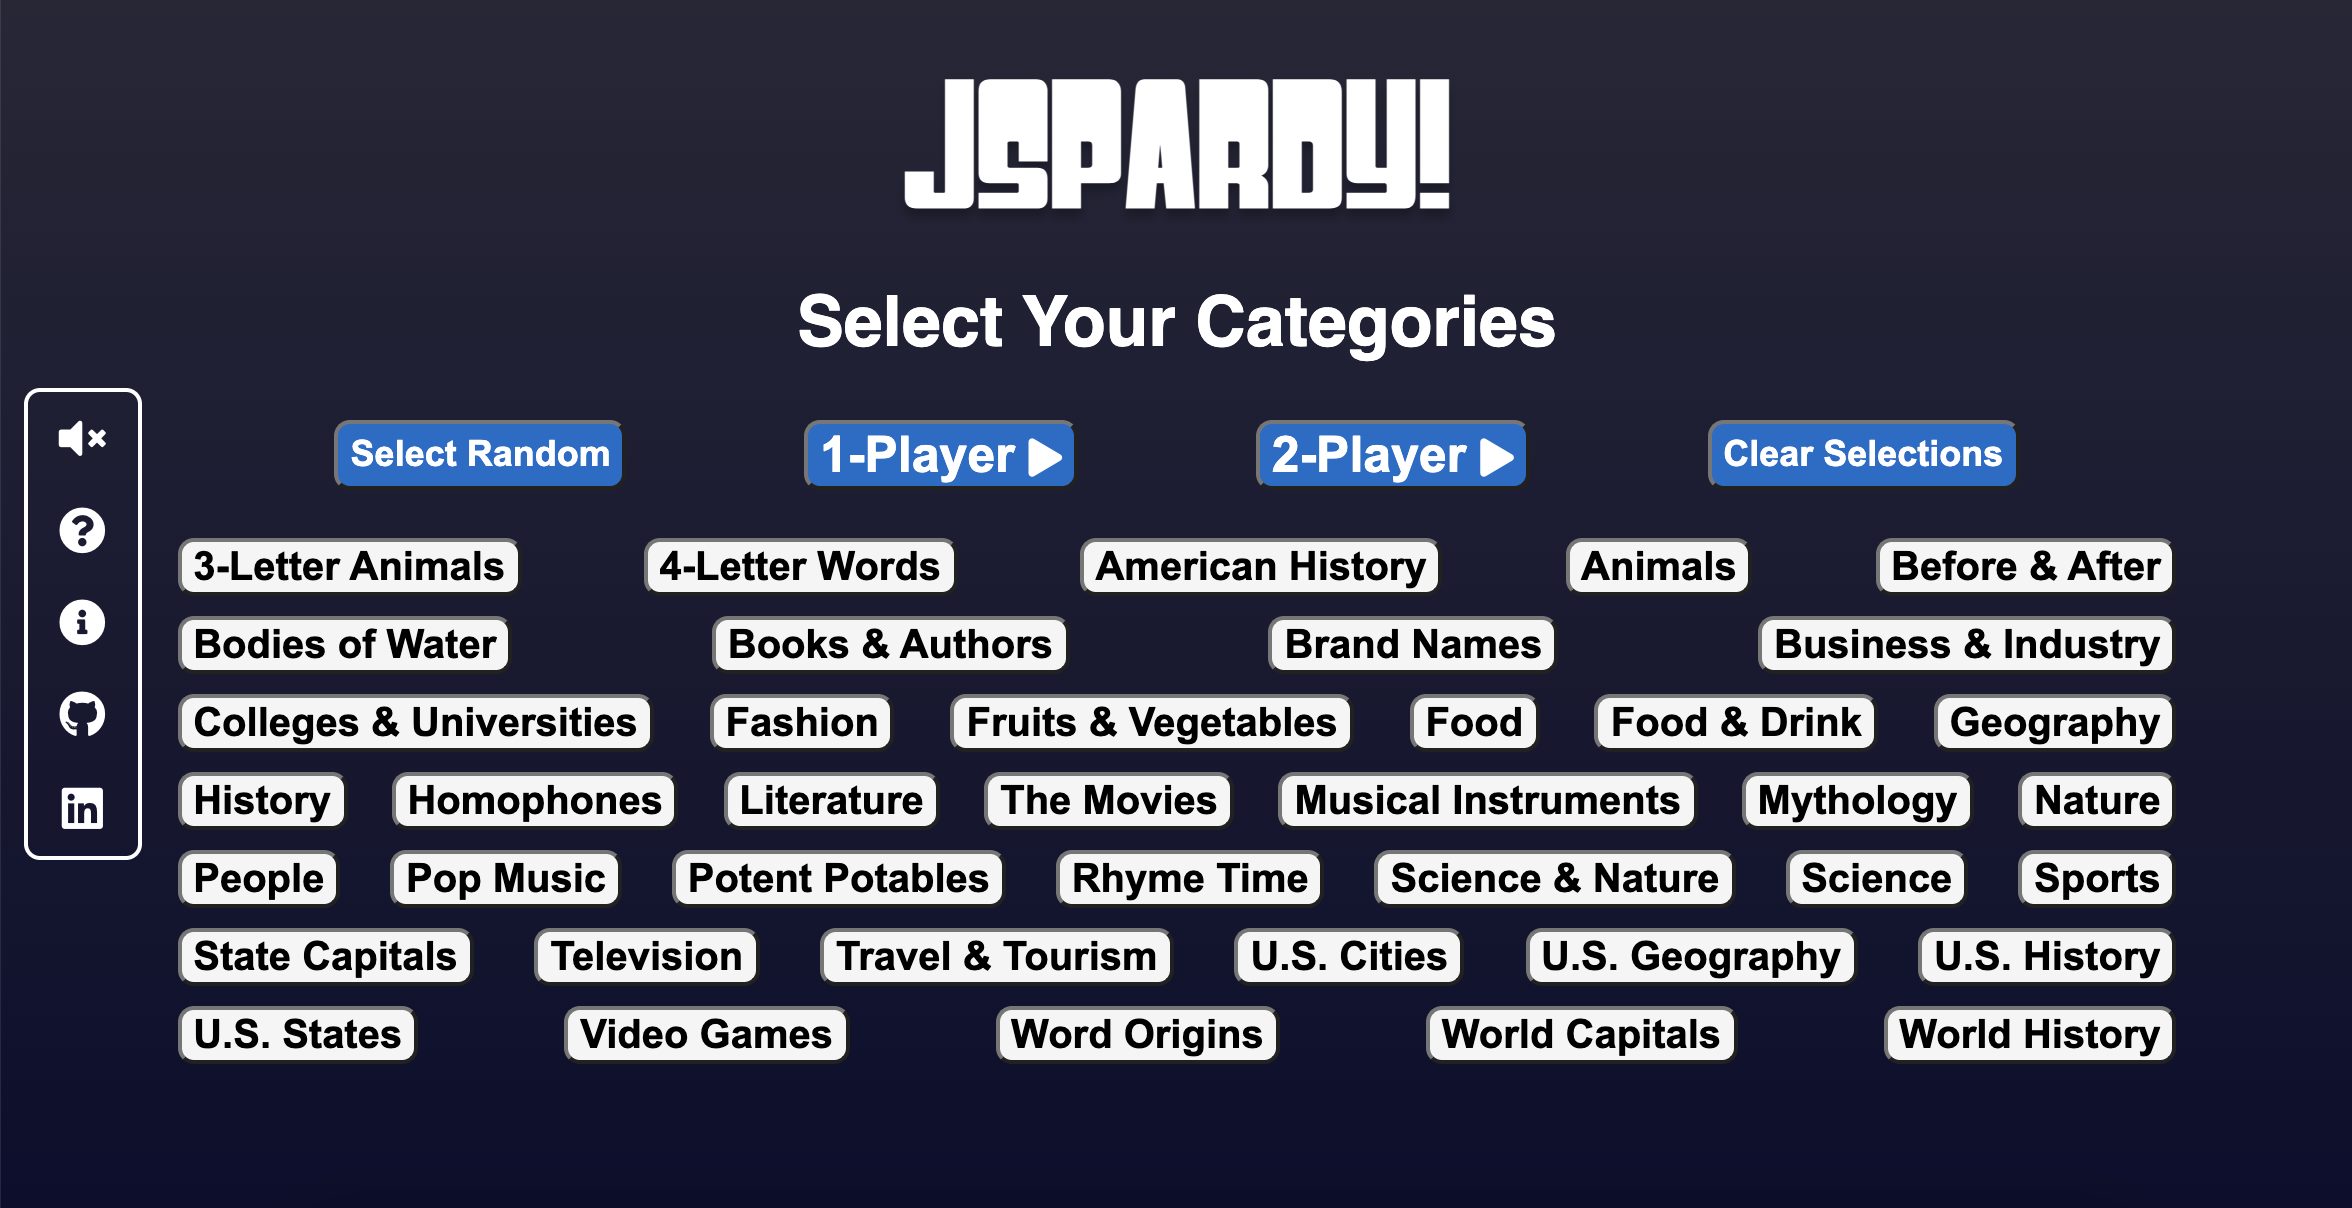 JSPARDY!
Select Your Categories
Select Random 1-Player 2-Player Clear Selections
3-Letter Animals 4-Letter Words American History Animals Before & After
Bodies of Water Books & Authors Brand Names Business & Industry
Colleges & Universities Fashion Fruits & Vegetables Food Food & Drink Geography
History Homophones Literature The Movies Musical Instruments Mythology Nature
People Pop Music Potent Potables Rhyme Time Science & Nature Science Sports
State Capitals Television Travel & Tourism U.S. Cities U.S. Geography U.S. History
U.S. States Video Games Word Origins World Capitals World History